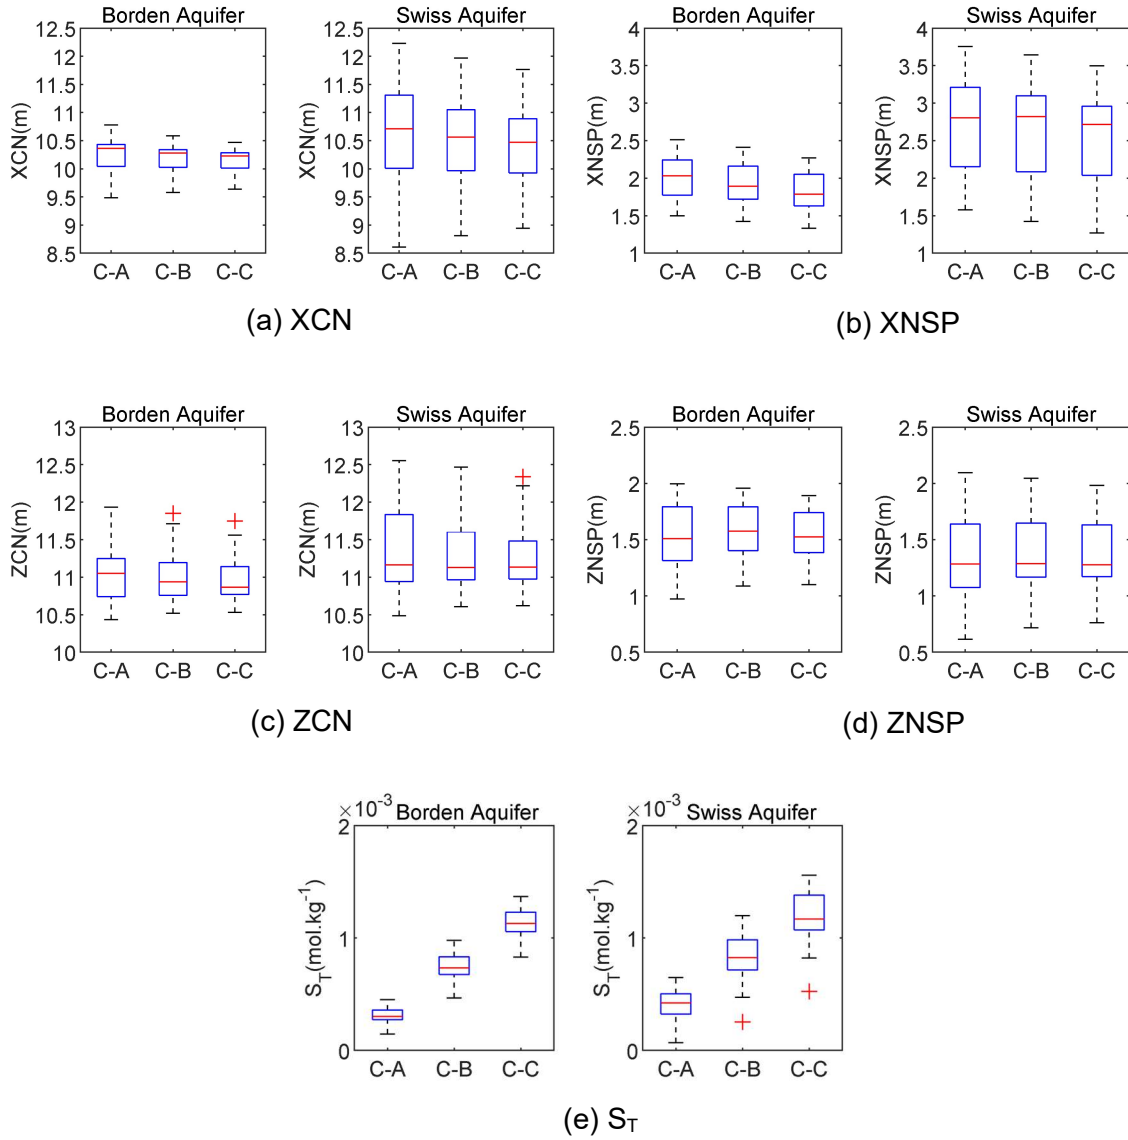 Borden Aquifer
12.5
12
11.5
11
10.5
10
9.5
9
8.5
XCN(m)
C-A C-B C-C
Swiss Aquifer
12.5
12
11.5
11
10.5
10
9.5
9
8.5
XCN(m)
C-A C-B C-C
(a) XCN
Borden Aquifer
4
3.5
3
2.5
2
1.5
1
XNSP(m)
C-A C-B C-C
Swiss Aquifer
4
3.5
3
2.5
2
1.5
1
XNSP(m)
C-A C-B C-C
(b) XNSP
Borden Aquifer
13
12.5
12
11.5
11
10.5
10
ZCN(m)
C-A C-B C-C
Swiss Aquifer
13
12.5
12
11.5
11
10.5
10
ZCN(m)
C-A C-B C-C
(c) ZCN
Borden Aquifer
2.5
2
1.5
1
0.5
ZNSP(m)
C-A C-B C-C
Swiss Aquifer
2.5
2
1.5
1
0.5
ZNSP(m)
C-A C-B C-C
(d) ZNSP
×10⁻³
Borden Aquifer
2
1
0
S_T(mol.kg⁻¹)
C-A C-B C-C
×10⁻³
Swiss Aquifer
2
1
0
S_T(mol.kg⁻¹)
C-A C-B C-C
(e) S_T